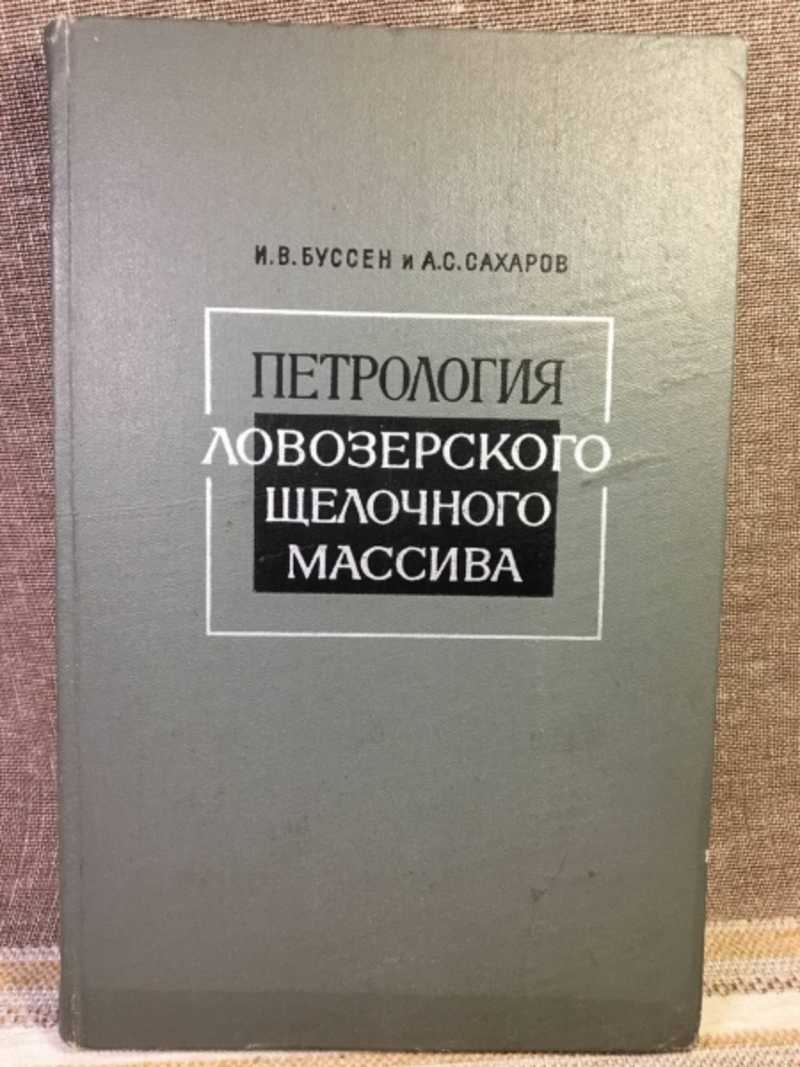 И.В.БУССЕН и А.С.САХАРОВ
ПЕТРОЛОГИЯ
ЛОВОЗЕРСКОГО
ЩЕЛОЧНОГО
МАССИВА